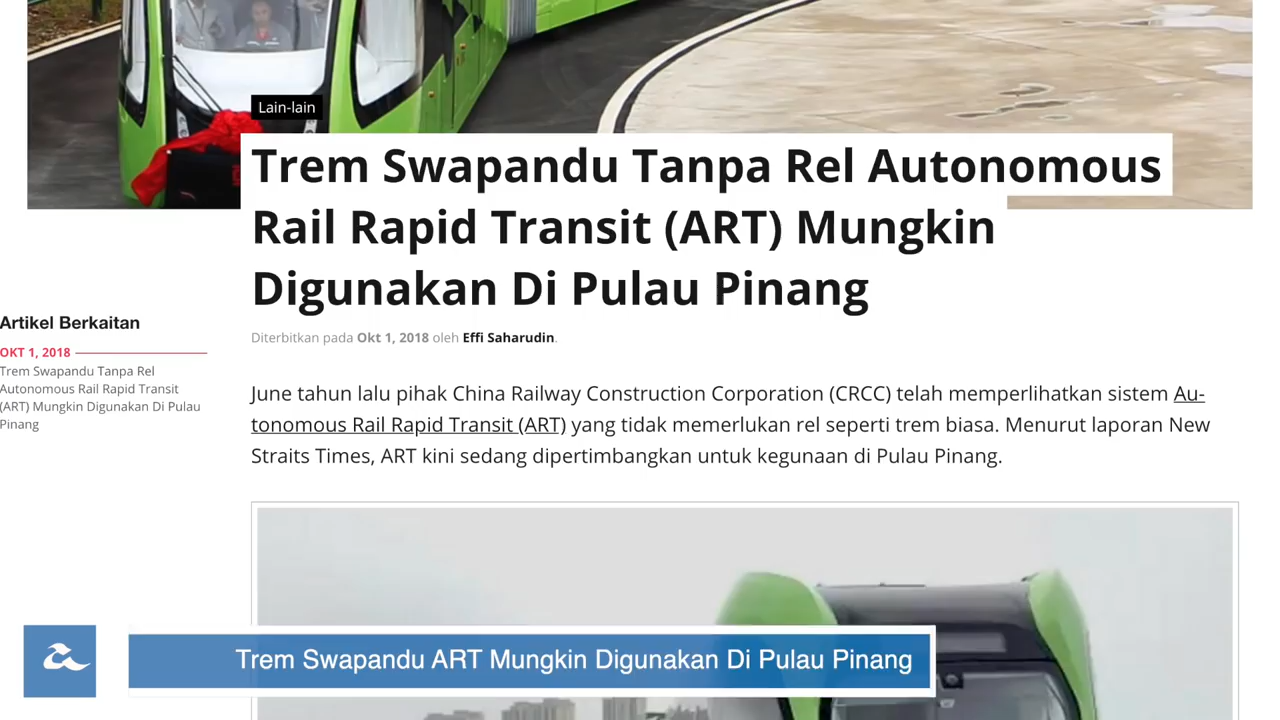 Lain-lain
Trem Swapandu Tanpa Rel Autonomous
Rail Rapid Transit (ART) Mungkin
Digunakan Di Pulau Pinang
Diterbitkan pada Okt 1, 2018 oleh Effi Saharudin.
Artikel Berkaitan
OKT 1, 2018
Trem Swapandu Tanpa Rel
Autonomous Rail Rapid Transit
(ART) Mungkin Digunakan Di Pulau
Pinang
June tahun lalu pihak China Railway Construction Corporation (CRCC) telah memperlihatkan sistem Au-
tonomous Rail Rapid Transit (ART) yang tidak memerlukan rel seperti trem biasa. Menurut laporan New
Straits Times, ART kini sedang dipertimbangkan untuk kegunaan di Pulau Pinang.
Trem Swapandu ART Mungkin Digunakan Di Pulau Pinang